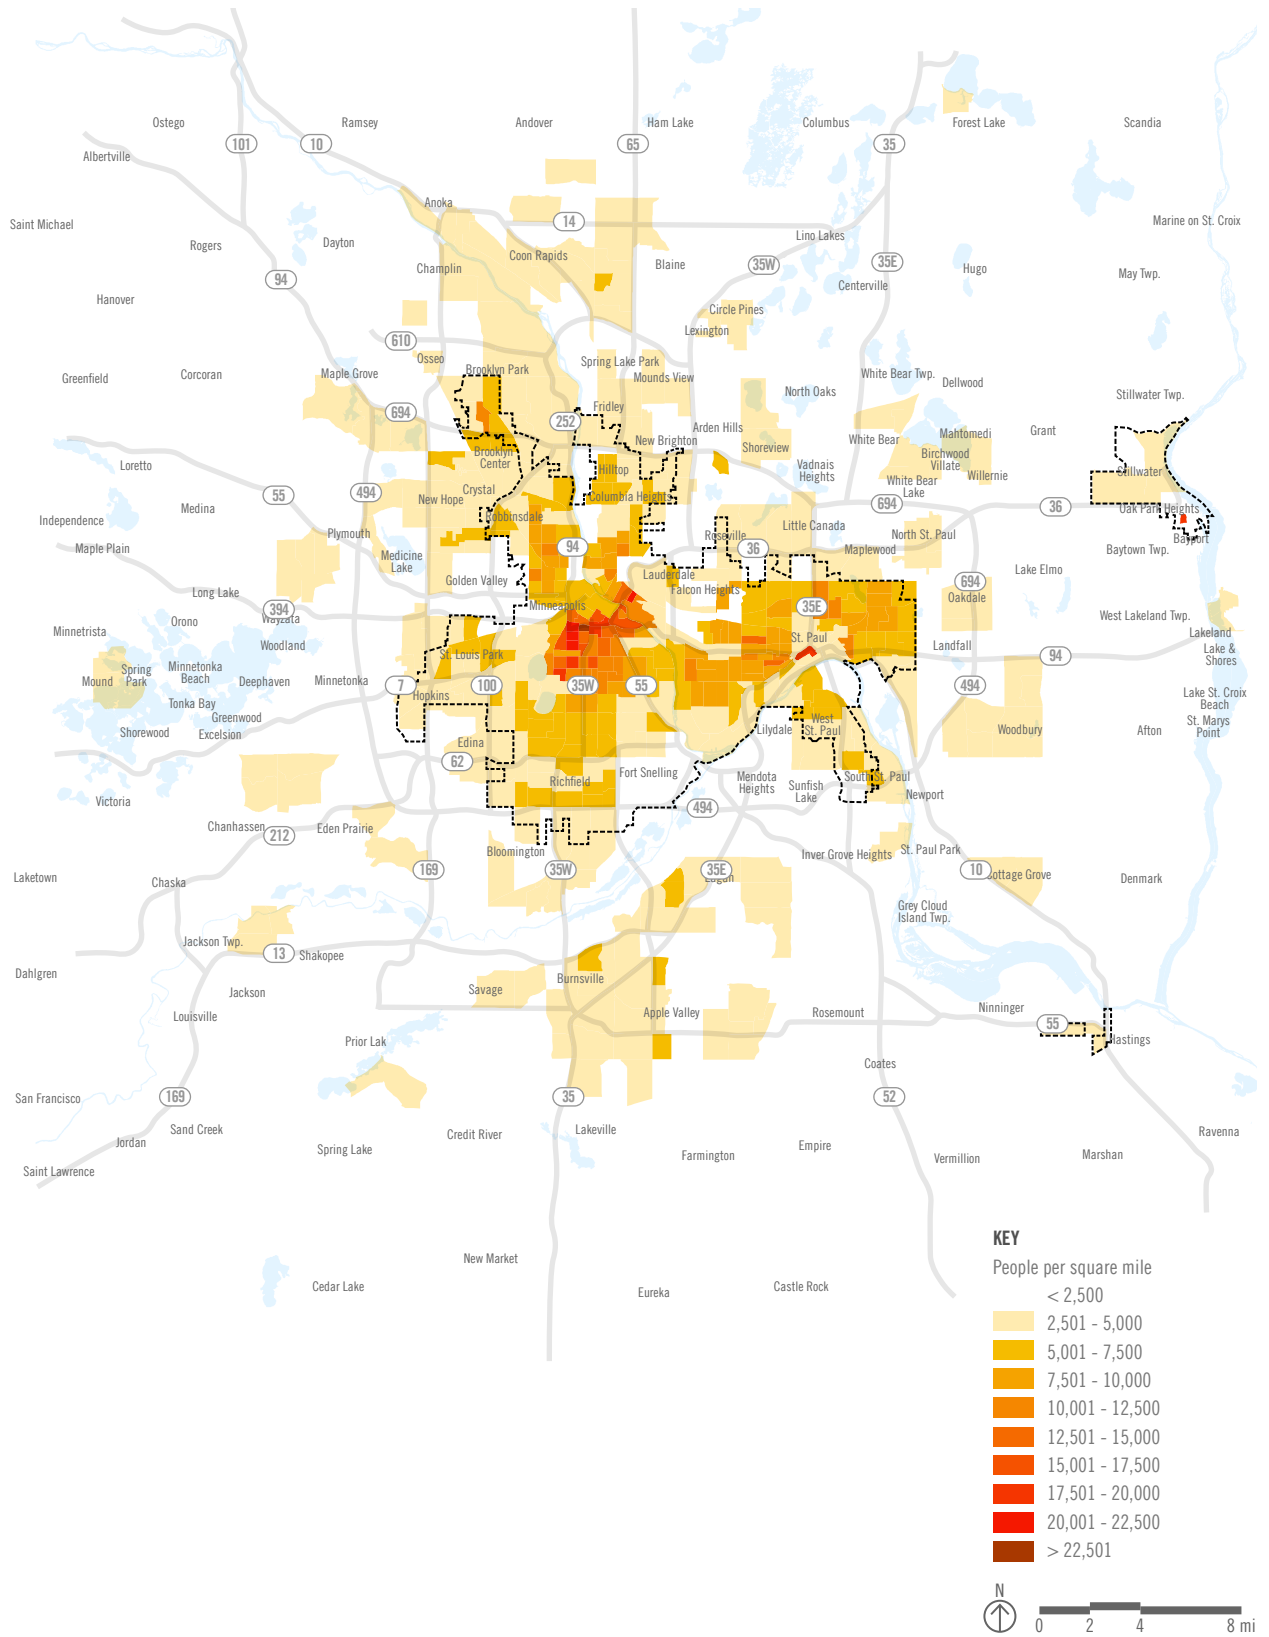 Ostego
Ramsey
Andover
Ham Lake
Columbus
Forest Lake
Scandia
101
10
65
35
Albertville
Anoka
Saint Michael
14
Marine on St. Croix
Rogers
Dayton
Lino Lakes
Coon Rapids
Champlin
Blaine
35W
35E
Hugo
May Twp.
94
Centerville
Hanover
Circle Pines
Lexington
610
Osseo
Spring Lake Park
Greenfield
Corcoran
Maple Grove
Brooklyn Park
Mounds View
White Bear Twp.
Dellwood
North Oaks
Stillwater Twp.
694
252
Fridley
Arden Hills
New Brighton
Shoreview
White Bear
Mahtomedi
Grant
Brooklyn
Center
Birchwood
Villate
Loretto
Hilltop
Vadnais
Heights
Willernie
Stillwater
White Bear
Lake
55
494
Crystal
New Hope
Columbia Heights
694
36
Oak Park Heights
Medina
Independence
Robbinsdale
Plymouth
Roseville
Little Canada
North St. Paul
Bayport
Maple Plain
94
36
Maplewood
Baytown Twp.
Medicine
Lake
Lauderdale
Lake Elmo
Golden Valley
Falcon Heights
694
Oakdale
Long Lake
394
Wayzata
Minneapolis
35E
West Lakeland Twp.
Orono
Minnetrista
St. Paul
Lakeland
Woodland
Landfall
Lake &
Shores
St. Louis Park
94
Spring
Park
Minnetonka
Beach
Mound
Deephaven
Minnetonka
7
100
35W
55
494
Hopkins
Tonka Bay
Lake St. Croix
Beach
Greenwood
Shorewood
Excelsion
Lilydale
West
St. Paul
Woodbury
Afton
St. Marys
Point
Edina
62
Richfield
Fort Snelling
Mendota
Heights
Sunfish
Lake
South St. Paul
Newport
Victoria
494
Chanhassen
212
Eden Prairie
Bloomington
Inver Grove Heights
St. Paul Park
169
35W
35E
10
Cottage Grove
Laketown
Chaska
Denmark
Grey Cloud
Island Twp.
Jackson Twp.
13
Shakopee
Dahlgren
Burnsville
Jackson
Savage
Louisville
Apple Valley
Rosemount
Ninninger
55
Hastings
Prior Lak
Coates
San Francisco
169
35
52
Sand Creek
Jordan
Credit River
Lakeville
Ravenna
Spring Lake
Empire
Farmington
Vermillion
Marshan
Saint Lawrence
New Market
Cedar Lake
Eureka
Castle Rock
KEY
People per square mile
< 2,500
2,501 - 5,000
5,001 - 7,500
7,501 - 10,000
10,001 - 12,500
12,501 - 15,000
15,001 - 17,500
17,501 - 20,000
20,001 - 22,500
> 22,501
N
0 2 4 8 mi